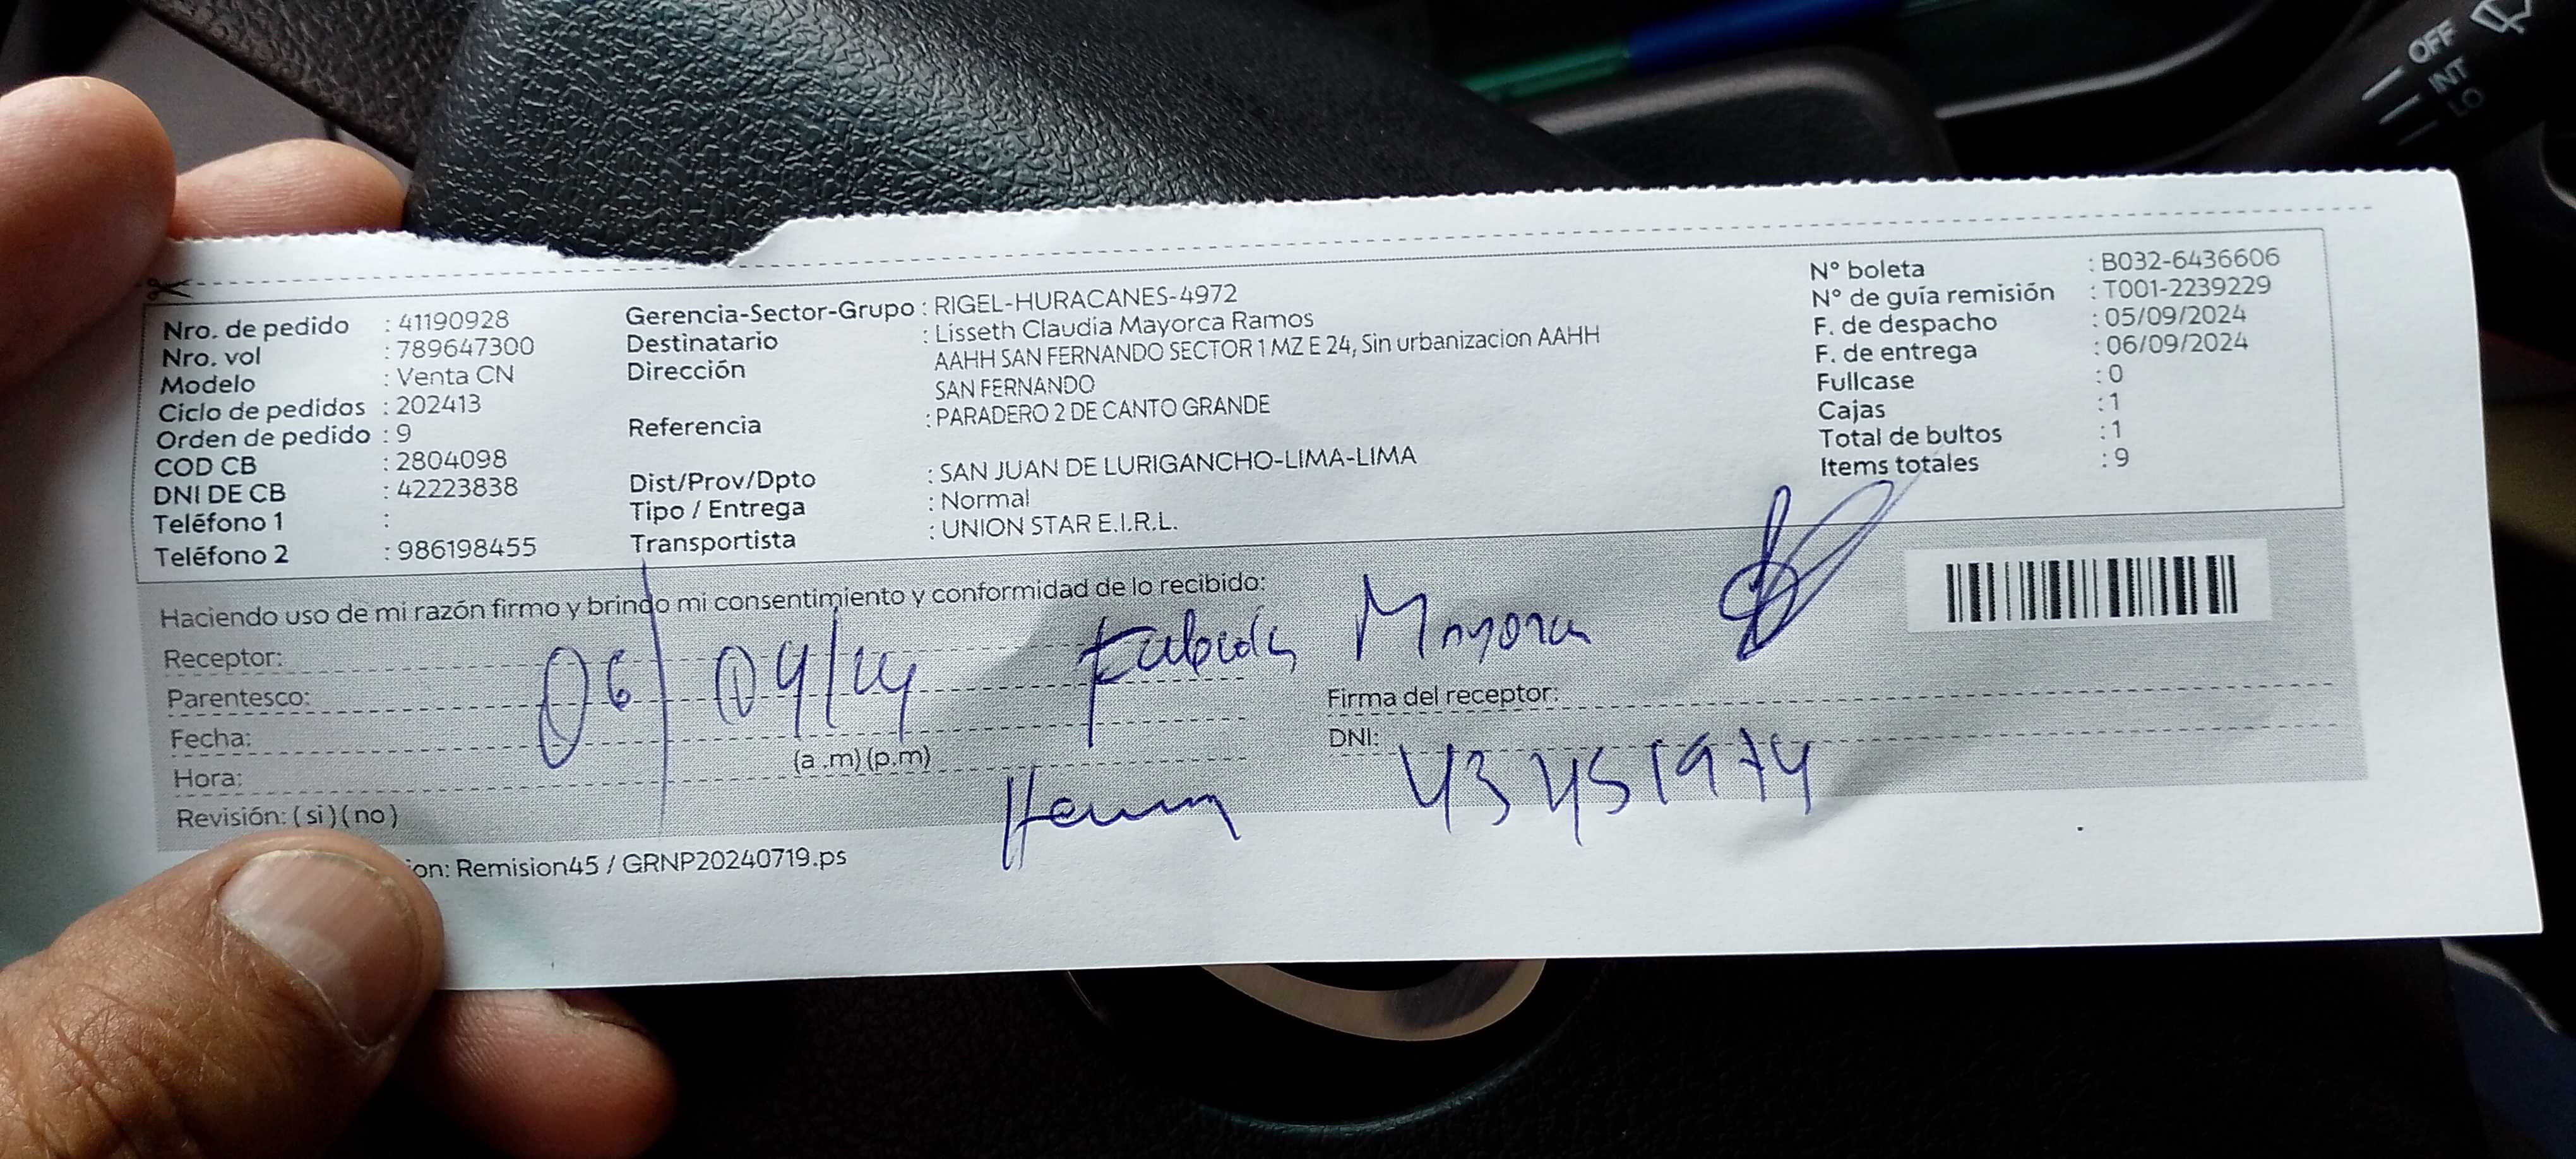 OFF
INT
LO
Nro. de pedido : 41190928
Nro. vol : 789647300
Modelo : Venta CN
Ciclo de pedidos : 202413
Orden de pedido : 9
COD CB : 2804098
DNI DE CB : 42223838
Teléfono 1 :
Teléfono 2 : 986198455
Gerencia-Sector-Grupo : RIGEL-HURACANES-4972
Destinatario : Lisseth Claudia Mayorca Ramos
Dirección AAHH SAN FERNANDO SECTOR 1 MZ E 24, Sin urbanizacion AAHH
SAN FERNANDO
Referencia : PARADERO 2 DE CANTO GRANDE
Dist/Prov/Dpto : SAN JUAN DE LURIGANCHO-LIMA-LIMA
Tipo / Entrega : Normal
Transportista : UNION STAR E.I.R.L.
N° boleta : B032-6436606
N° de guía remisión : T001-2239229
F. de despacho : 05/09/2024
F. de entrega : 06/09/2024
Fullcase : 0
Cajas : 1
Total de bultos : 1
Items totales : 9
Haciendo uso de mi razón firmo y brindo mi consentimiento y conformidad de lo recibido:
Receptor:
Parentesco:
Fecha: 06/09/24
Hora: (a .m) (p.m)
Revisión: ( si ) ( no )
Firma del receptor:
DNI: 43451974
ion: Remision45 / GRNP20240719.ps